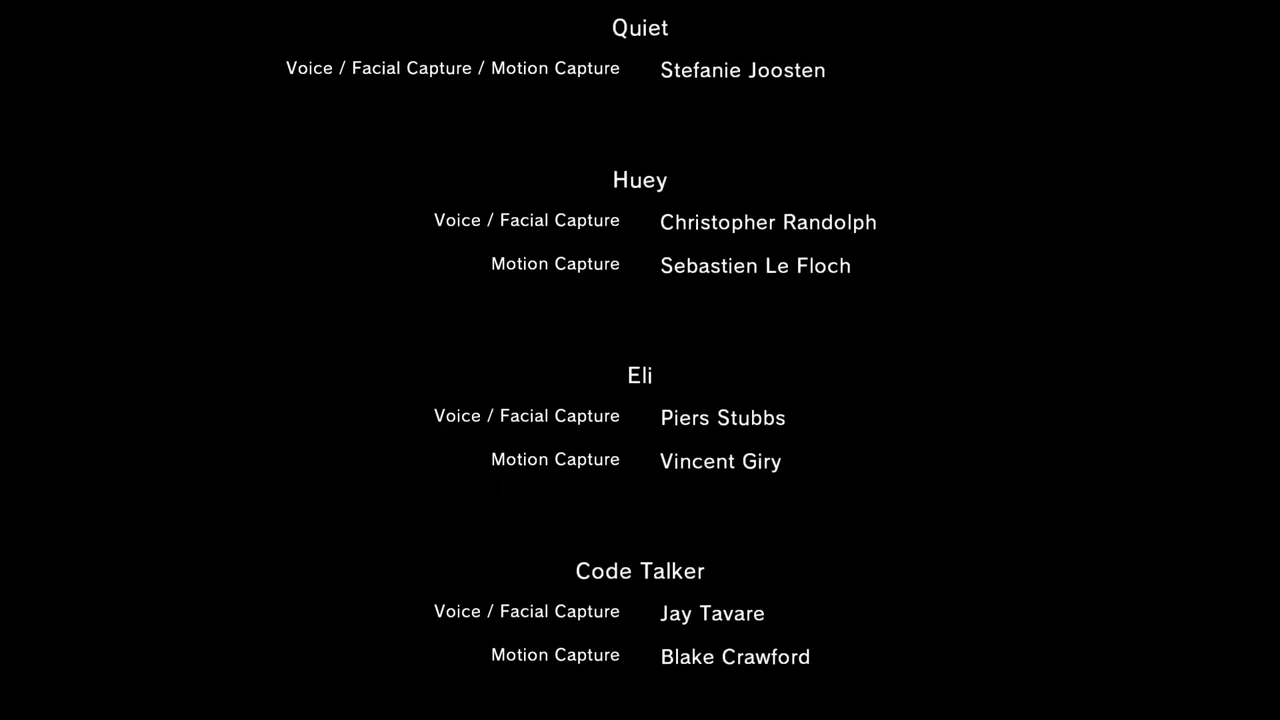 Quiet
Voice / Facial Capture / Motion Capture Stefanie Joosten
Huey
Voice / Facial Capture Christopher Randolph
Motion Capture Sebastien Le Floch
Eli
Voice / Facial Capture Piers Stubbs
Motion Capture Vincent Giry
Code Talker
Voice / Facial Capture Jay Tavare
Motion Capture Blake Crawford